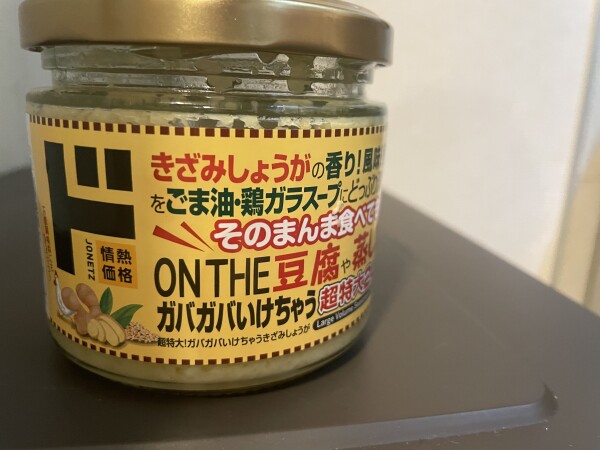 きざみしょうがの香り!風味
をごま油・鶏ガラスープにどっぷり
そのまんま食べても
ド
JONETZ
情熱
価格
ON THE 豆腐や蒸し
ガバガバいけちゃう 超特大
Large Volume
超特大!ガバガバいけちゃうきざみしょうが